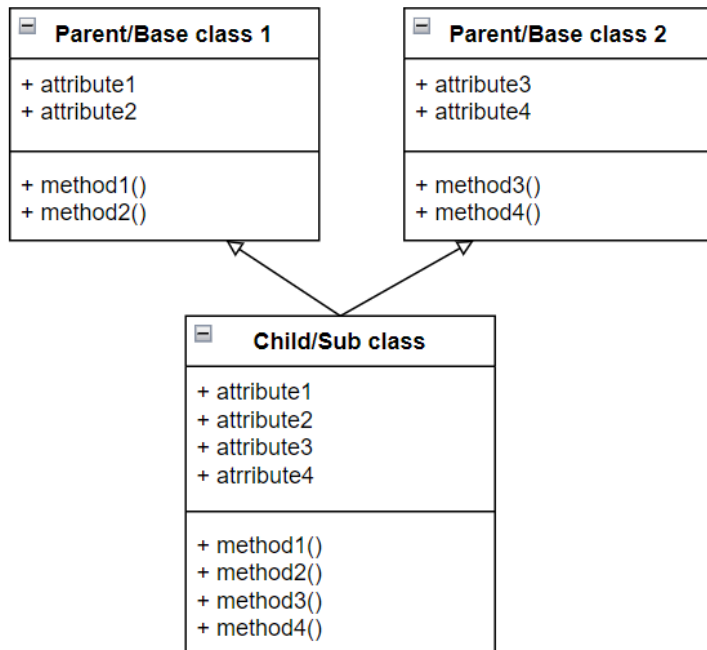 Parent/Base class 1
+ attribute1
+ attribute2
+ method1()
+ method2()
Parent/Base class 2
+ attribute3
+ attribute4
+ method3()
+ method4()
Child/Sub class
+ attribute1
+ attribute2
+ attribute3
+ atrribute4
+ method1()
+ method2()
+ method3()
+ method4()